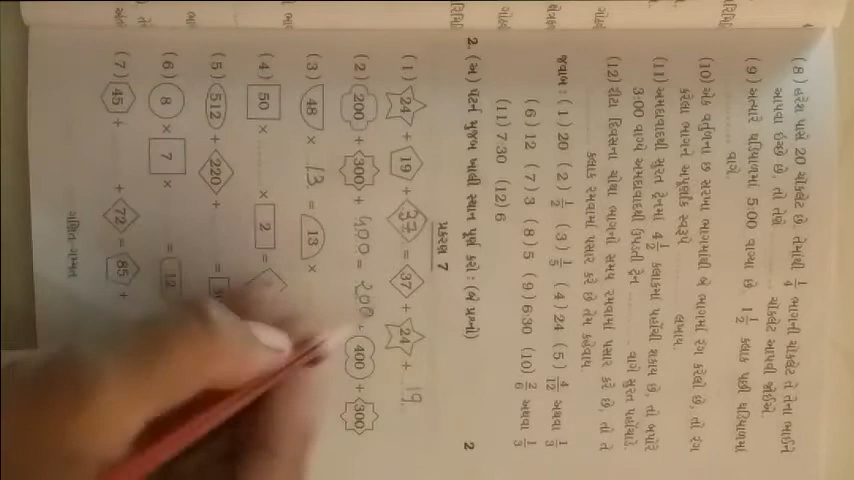 (8) હરેશ પાસે 20 ચોકલેટ છે. તેમાંથી 1/4 ભાગની ચોકલેટ તે તેના ભાઈને
આપવા ઈચ્છે છે, તો તેણે ........ ચોકલેટ આપવી જોઈએ.
(9) અત્યારે ઘડિયાળમાં 5:00 વાગ્યા છે. 1 1/2 કલાક પછી ઘડિયાળમાં
........ વાગે.
(10) એક વર્તુળના છ સરખા ભાગમાંથી બે ભાગમાં રંગ કરેલો છે, તો રંગ
કરેલા ભાગને અપૂર્ણાંક સ્વરૂપે ........ લખાય.
(11) અમદાવાદથી સુરત ટ્રેનમાં 4 1/2 કલાકમાં પહોંચી શકાય છે, તો બપોરે
3:00 વાગ્યે અમદાવાદથી ઉપડતી ટ્રેન ........ વાગે સુરત પહોંચાડે.
(12) રીટા દિવસના ચોથા ભાગનો સમય રમવામાં પસાર કરે છે, તો તે
........ કલાક રમવામાં પસાર કરે છે તેમ કહેવાય
જવાબ : (1) 20 (2) 1/2 (3) 1/5 (4) 24 (5) 4/12 અથવા 1/3
(6) 12 (7) 3 (8) 5 (9) 6:30 (10) 2/6 અથવા 1/3
(11) 7:30 (12) 6
પ્રકરણ 7
2. (અ) પેટર્ન મુજબ ખાલી સ્થાન પૂર્ણ કરો : (બે પ્રશ્નો) 2
(1) 24 + 19 + 37 = 37 + 24 + 19.
(2) 200 + 300 + 400 = 200 + 400 + 300
(3) 48 × 13 = 13 ×
(4) 50 × ........ × 2 =
(5) 512 + 220 + =
(6) 8 × 7 × = 12
(7) 45 + + 72 = 85 +
ગણિત ગમ્મત